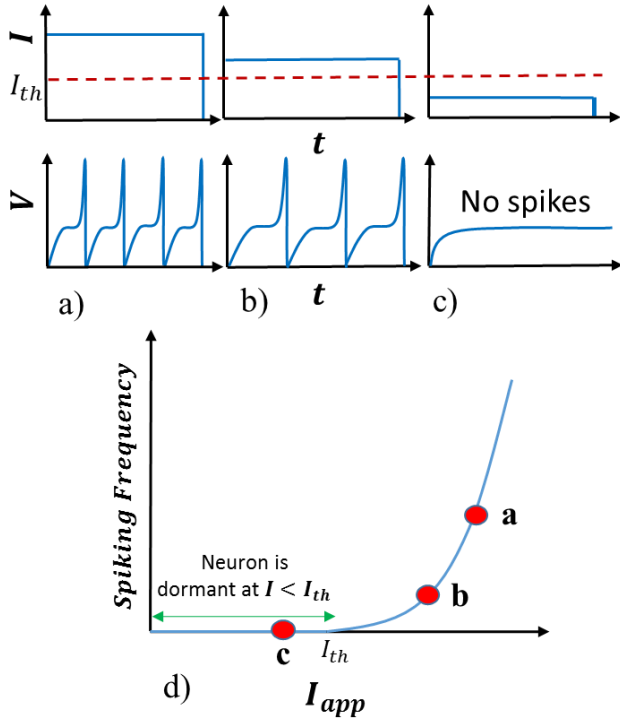 I
I_th
t
V
No spikes
a)
b)
t
c)
Spiking Frequency
a
Neuron is
dormant at I < I_th
b
c
I_th
d)
I_app